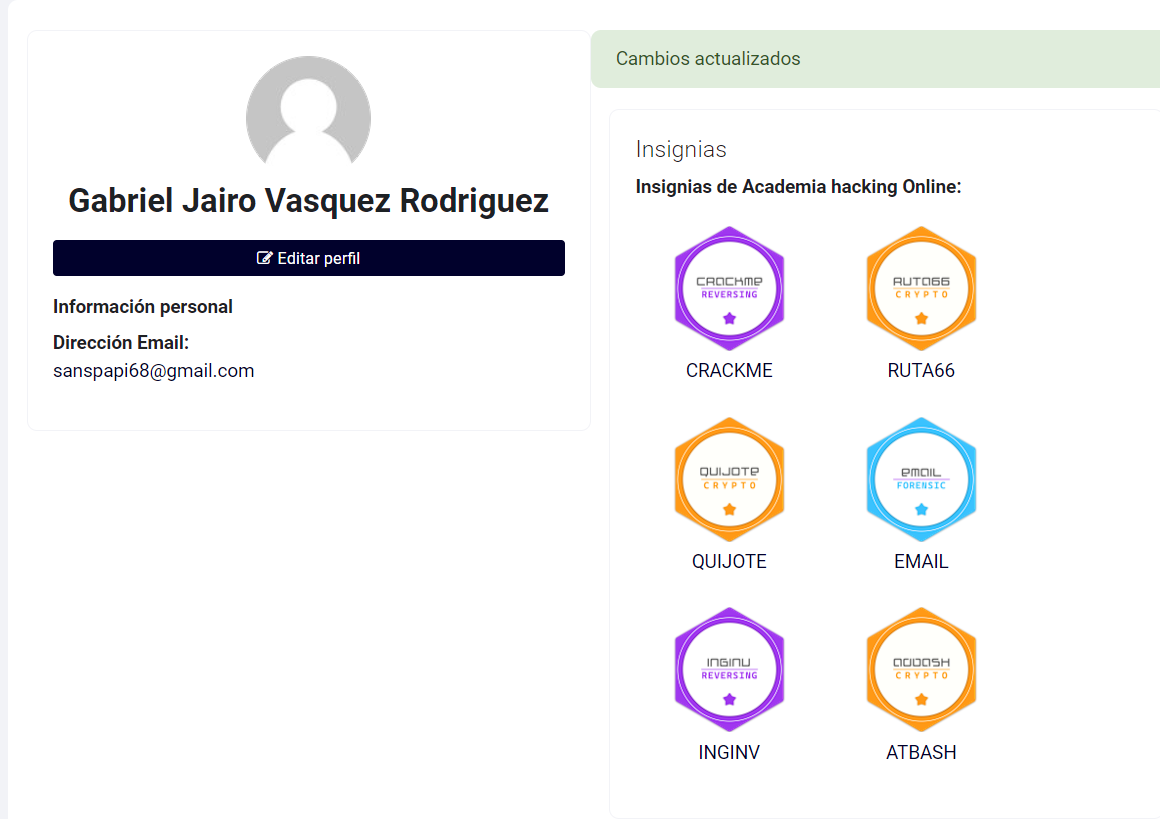 Gabriel Jairo Vasquez Rodriguez
Editar perfil
Información personal
Dirección Email:
sanspapi68@gmail.com
Cambios actualizados
Insignias
Insignias de Academia hacking Online:
CRACKME
REVERSING
CRACKME
RUTA66
CRYPTO
RUTA66
QUIJOTE
CRYPTO
QUIJOTE
EMAIL
FORENSIC
EMAIL
INGINV
REVERSING
INGINV
AtBASH
CRYPTO
ATBASH